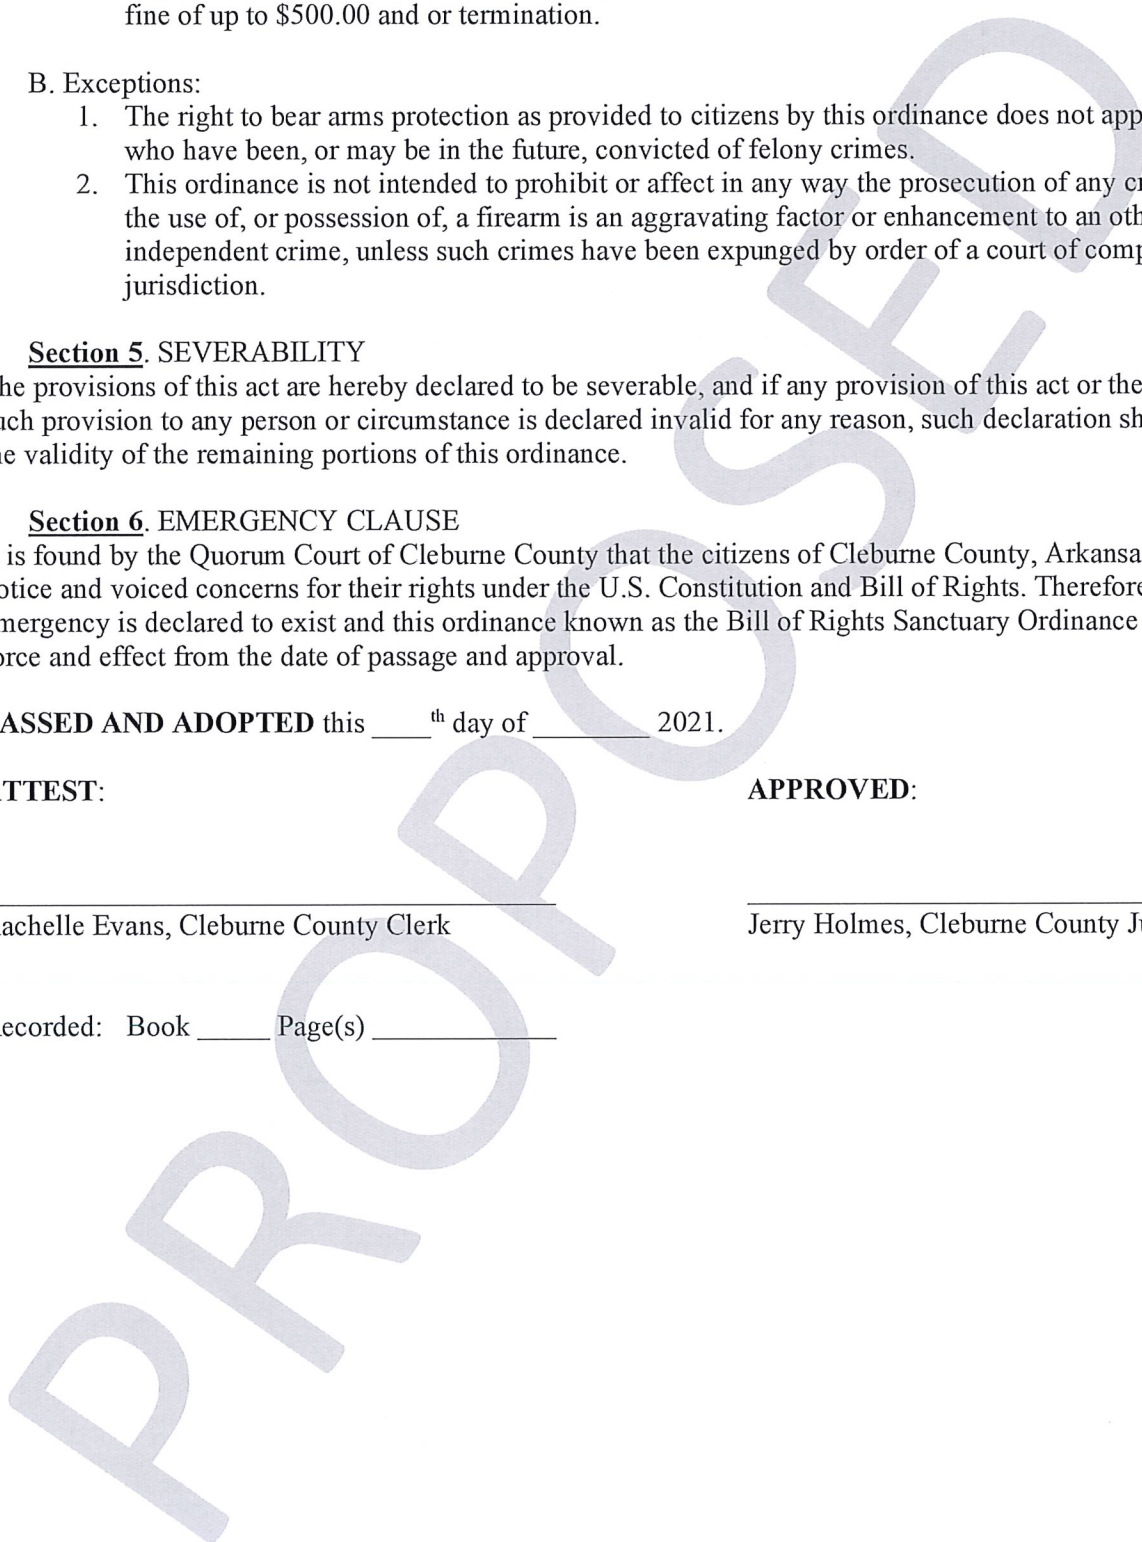 fine of up to $500.00 and or termination.
B. Exceptions:
1. The right to bear arms protection as provided to citizens by this ordinance does not app
who have been, or may be in the future, convicted of felony crimes.
2. This ordinance is not intended to prohibit or affect in any way the prosecution of any cr
the use of, or possession of, a firearm is an aggravating factor or enhancement to an oth
independent crime, unless such crimes have been expunged by order of a court of comp
jurisdiction.
Section 5. SEVERABILITY
he provisions of this act are hereby declared to be severable, and if any provision of this act or the
uch provision to any person or circumstance is declared invalid for any reason, such declaration sh
he validity of the remaining portions of this ordinance.
Section 6. EMERGENCY CLAUSE
is found by the Quorum Court of Cleburne County that the citizens of Cleburne County, Arkansa
otice and voiced concerns for their rights under the U.S. Constitution and Bill of Rights. Therefore
mergency is declared to exist and this ordinance known as the Bill of Rights Sanctuary Ordinance
orce and effect from the date of passage and approval.
ASSED AND ADOPTED this ____th day of ________ 2021.
TTEST: APPROVED:
achelle Evans, Cleburne County Clerk Jerry Holmes, Cleburne County Ju
ecorded: Book _____ Page(s) _____________
PROPOSED